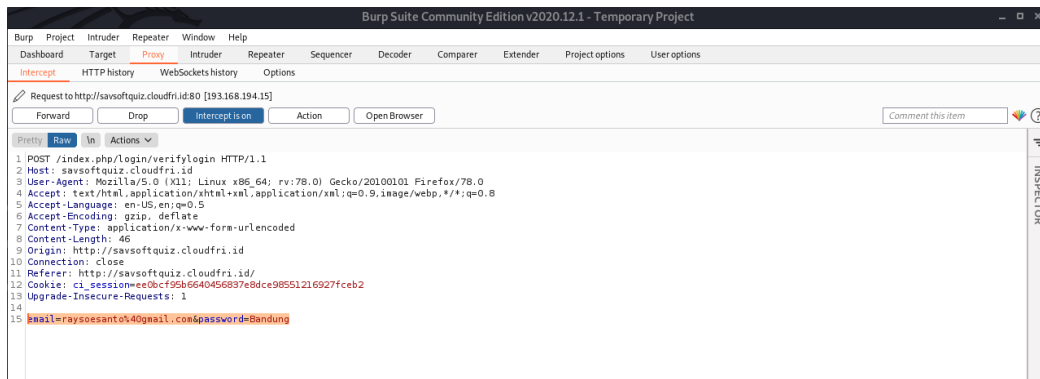 Burp Suite Community Edition v2020.12.1 - Temporary Project
Burp Project Intruder Repeater Window Help
Dashboard Target Proxy Intruder Repeater Sequencer Decoder Comparer Extender Project options User options
Intercept HTTP history WebSockets history Options
Request to http://savsoftquiz.cloudfri.id:80 [193.168.194.15]
Forward Drop Intercept is on Action Open Browser Comment this item
Pretty Raw \n Actions
1 POST /index.php/login/verifylogin HTTP/1.1
2 Host: savsoftquiz.cloudfri.id
3 User-Agent: Mozilla/5.0 (X11; Linux x86_64; rv:78.0) Gecko/20100101 Firefox/78.0
4 Accept: text/html,application/xhtml+xml,application/xml;q=0.9,image/webp,*/*;q=0.8
5 Accept-Language: en-US,en;q=0.5
6 Accept-Encoding: gzip, deflate
7 Content-Type: application/x-www-form-urlencoded
8 Content-Length: 46
9 Origin: http://savsoftquiz.cloudfri.id
10 Connection: close
11 Referer: http://savsoftquiz.cloudfri.id/
12 Cookie: ci_session=ee0bcf95b6640456837e8dce98551216927fceb2
13 Upgrade-Insecure-Requests: 1
14
15 email=raysoesanto%40gmail.com&password=Bandung
INSPECTOR